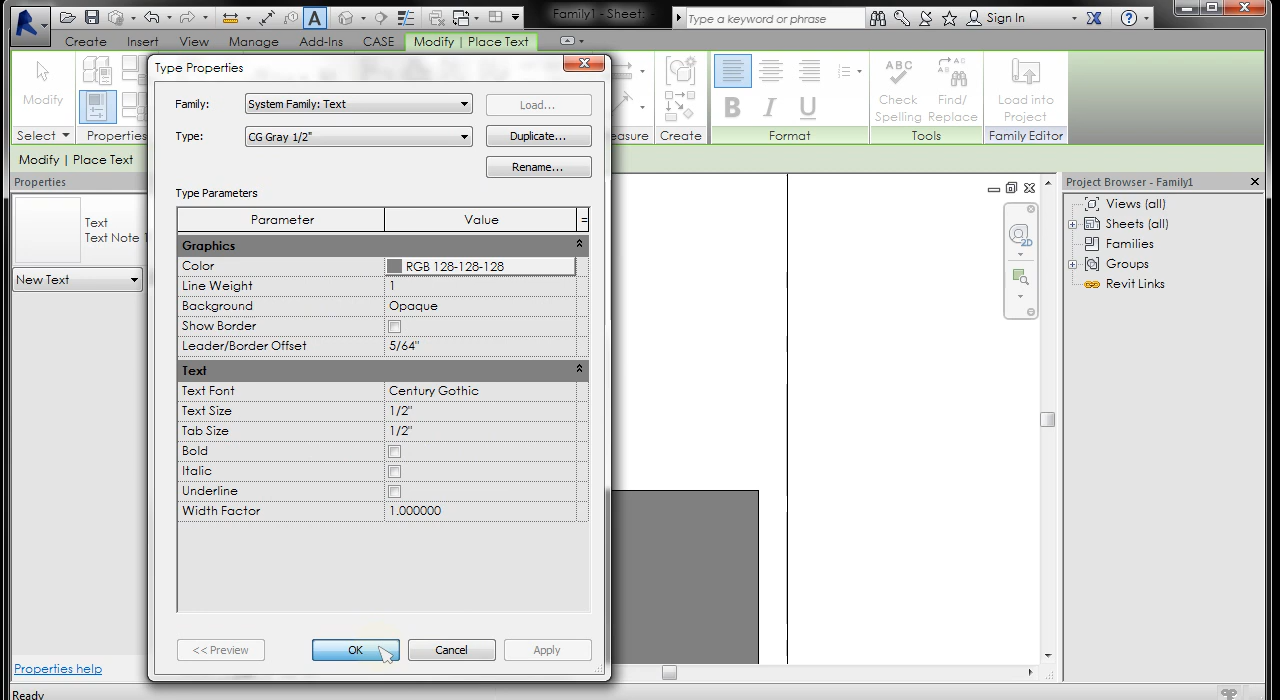 Family1 - Sheet: -
Type a keyword or phrase
Sign In
Create Insert View Manage Add-Ins CASE Modify | Place Text
Modify
Select Properties
Measure Create Format Tools Family Editor
B I U
ABC
Check Spelling
Find/ Replace
Load into Project
Modify | Place Text
Properties
Text
Text Note 1
New Text
Properties help
Ready
Type Properties
Family: System Family: Text Load...
Type: CG Gray 1/2" Duplicate...
Rename...
Type Parameters
Parameter Value =
Graphics
Color RGB 128-128-128
Line Weight 1
Background Opaque
Show Border
Leader/Border Offset 5/64"
Text
Text Font Century Gothic
Text Size 1/2"
Tab Size 1/2"
Bold
Italic
Underline
Width Factor 1.000000
<< Preview OK Cancel Apply
2D
Project Browser - Family1
Views (all)
Sheets (all)
Families
Groups
Revit Links